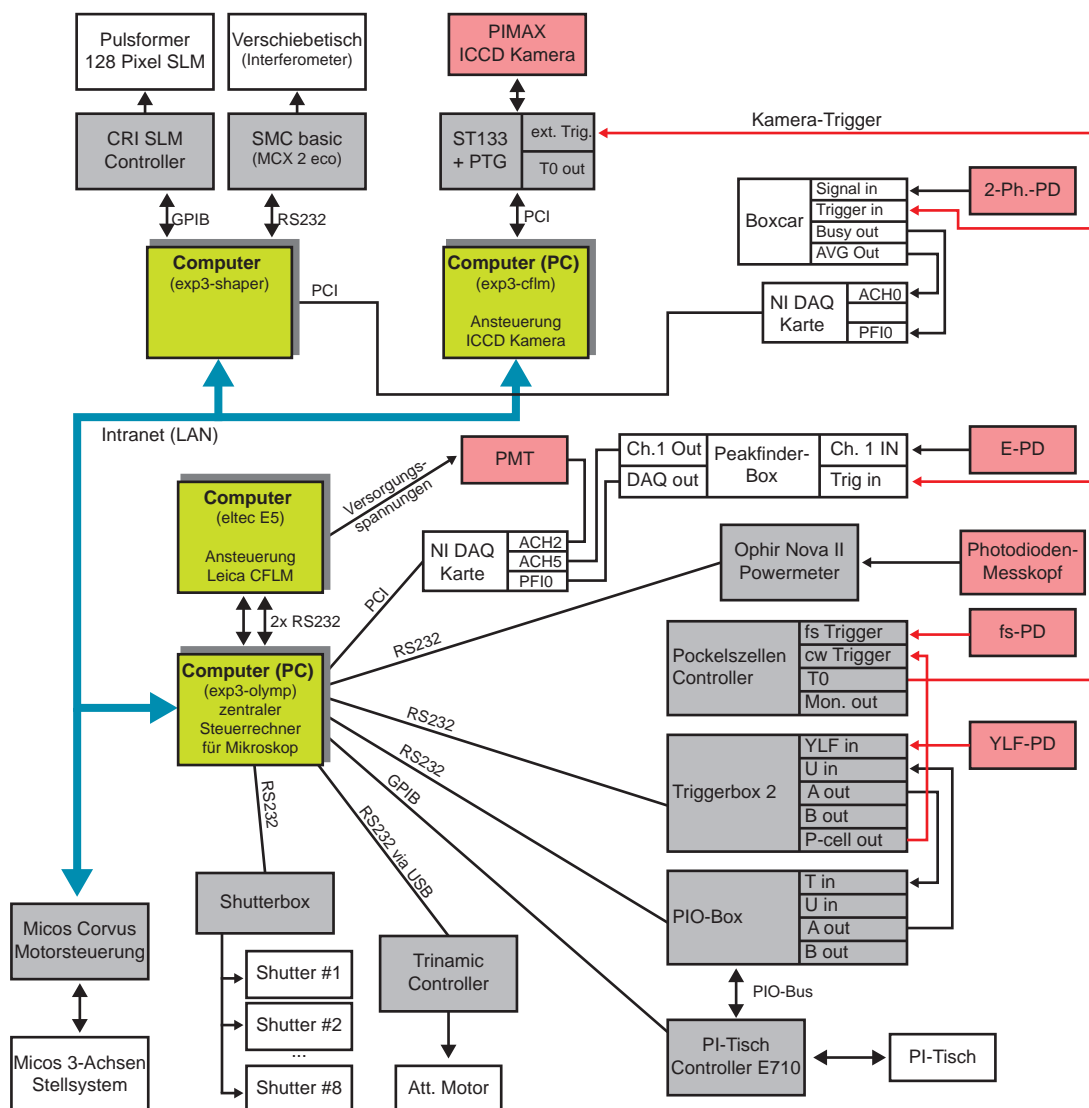 Pulsformer
128 Pixel SLM
Verschiebetisch
(Interferometer)
PIMAX
ICCD Kamera
CRI SLM
Controller
SMC basic
(MCX 2 eco)
ST133
+ PTG
ext. Trig.
T0 out
Kamera-Trigger
GPIB
RS232
PCI
Boxcar
Signal in
Trigger in
Busy out
AVG Out
2-Ph.-PD
Computer
(exp3-shaper)
PCI
Computer (PC)
(exp3-cflm)
Ansteuerung
ICCD Kamera
NI DAQ
Karte
ACH0
PFI0
Intranet (LAN)
Versorgungs-
spannungen
PMT
Ch.1 Out
DAQ out
Peakfinder-
Box
Ch. 1 IN
Trig in
E-PD
Computer
(eltec E5)
Ansteuerung
Leica CFLM
NI DAQ
Karte
ACH2
ACH5
PFI0
Ophir Nova II
Powermeter
Photodioden-
Messkopf
2x RS232
PCI
RS232
Computer (PC)
(exp3-olymp)
zentraler
Steuerrechner
für Mikroskop
Pockelszellen
Controller
fs Trigger
cw Trigger
T0
Mon. out
fs-PD
RS232
RS232
GPIB
RS232
RS232 via USB
Triggerbox 2
YLF in
U in
A out
B out
P-cell out
YLF-PD
PIO-Box
T in
U in
A out
B out
Shutterbox
Micos Corvus
Motorsteuerung
Shutter #1
Shutter #2
...
Shutter #8
Trinamic
Controller
PIO-Bus
PI-Tisch
Controller E710
PI-Tisch
Micos 3-Achsen
Stellsystem
Att. Motor